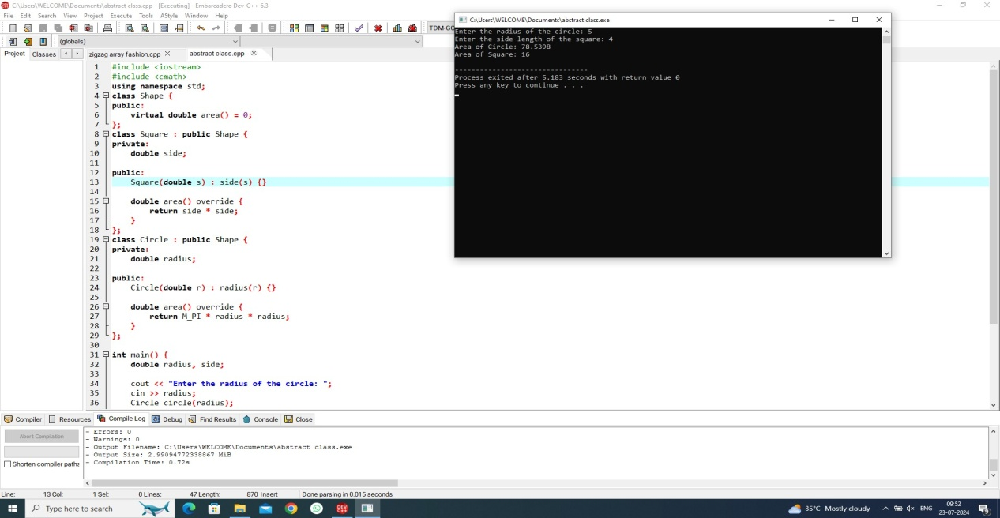 C:\Users\WELCOME\Documents\abstract class.cpp - [Executing] - Embarcadero Dev-C++ 6.3
File Edit Search View Project Execute Tools AStyle Window Help
TDM-GC
(globals)
Project Classes
zigzag array fashion.cpp abstract class.cpp
1 #include <iostream>
2 #include <cmath>
3 using namespace std;
4 class Shape {
5 public:
6 virtual double area() = 0;
7 };
8 class Square : public Shape {
9 private:
10 double side;
11
12 public:
13 Square(double s) : side(s) {}
14
15 double area() override {
16 return side * side;
17 }
18 };
19 class Circle : public Shape {
20 private:
21 double radius;
22
23 public:
24 Circle(double r) : radius(r) {}
25
26 double area() override {
27 return M_PI * radius * radius;
28 }
29 };
30
31 int main() {
32 double radius, side;
33
34 cout << "Enter the radius of the circle: ";
35 cin >> radius;
36 Circle circle(radius);
C:\Users\WELCOME\Documents\abstract class.exe
Enter the radius of the circle: 5
Enter the side length of the square: 4
Area of Circle: 78.5398
Area of Square: 16
--------------------------------
Process exited after 5.183 seconds with return value 0
Press any key to continue . . .
Compiler Resources Compile Log Debug Find Results Console Close
Abort Compilation
Shorten compiler paths
- Errors: 0
- Warnings: 0
- Output Filename: C:\Users\WELCOME\Documents\abstract class.exe
- Output Size: 2.99094772338867 MiB
- Compilation Time: 0.72s
Line: 13 Col: 1 Sel: 0 Lines: 47 Length: 870 Insert Done parsing in 0.015 seconds
Type here to search
DEV C++
35°C Mostly cloudy
ENG
09:52
23-07-2024
9